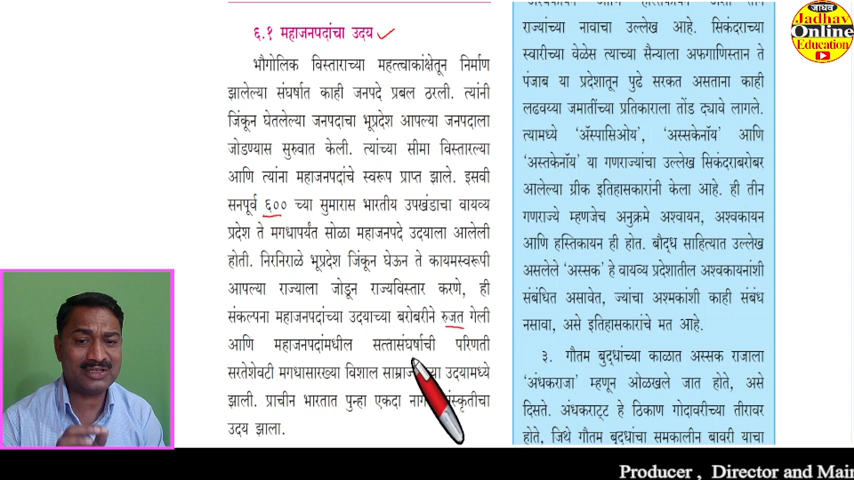 ६.१ महाजनपदांचा उदय
भौगोलिक विस्ताराच्या महत्त्वाकांक्षेतून निर्माण
झालेल्या संघर्षात काही जनपदे प्रबल ठरली. त्यांनी
जिंकून घेतलेल्या जनपदाचा भूप्रदेश आपल्या जनपदाला
जोडण्यास सुरुवात केली. त्यांच्या सीमा विस्तारल्या
आणि त्यांना महाजनपदांचे स्वरूप प्राप्त झाले. इसवी
सनपूर्व ६०० च्या सुमारास भारतीय उपखंडाचा वायव्य
प्रदेश ते मगधापर्यंत सोळा महाजनपदे उदयाला आलेली
होती. निरनिराळे भूप्रदेश जिंकून घेऊन ते कायमस्वरूपी
आपल्या राज्याला जोडून राज्यविस्तार करणे, ही
संकल्पना महाजनपदांच्या उदयाच्या बरोबरीने रुजत गेली
आणि महाजनपदांमधील सत्तासंघर्षाची परिणती
सरतेशेवटी मगधासारख्या विशाल उदयामध्ये
झाली. प्राचीन भारतात पुन्हा एकदा
उदय झाला.
राज्यांच्या नावाचा उल्लेख आहे. सिकंदराच्या
स्वारीच्या वेळेस त्याच्या सैन्याला अफगाणिस्तान ते
पंजाब या प्रदेशातून पुढे सरकत असताना काही
लढवय्या जमातींच्या प्रतिकाराला तोंड द्यावे लागले.
त्यामध्ये 'ॲस्पासिओय', 'अस्सकेनॉय' आणि
'अस्तकेनॉय' या गणराज्यांचा उल्लेख सिकंदराबरोबर
आलेल्या ग्रीक इतिहासकारांनी केला आहे. ही तीन
गणराज्ये म्हणजेच अनुक्रमे अश्वायन, अश्वकायन
आणि हस्तिकायन ही होत. बौद्ध साहित्यात उल्लेख
असलेले 'अस्सक' हे वायव्य प्रदेशातील अश्वकायनांशी
संबंधित असावेत, ज्यांचा अश्मकांशी काही संबंध
नसावा, असे इतिहासकारांचे मत आहे.
३. गौतम बुद्धांच्या काळात अस्सक राजाला
'अंधकराजा' म्हणून ओळखले जात होते, असे
दिसते. अंधकरट्ट हे ठिकाण गोदावरीच्या तीरावर
होते, जिथे गौतम बुद्धांचा समकालीन बावरी याचा
जाधव
Jadhav
Online
Education
Producer , Director and Main